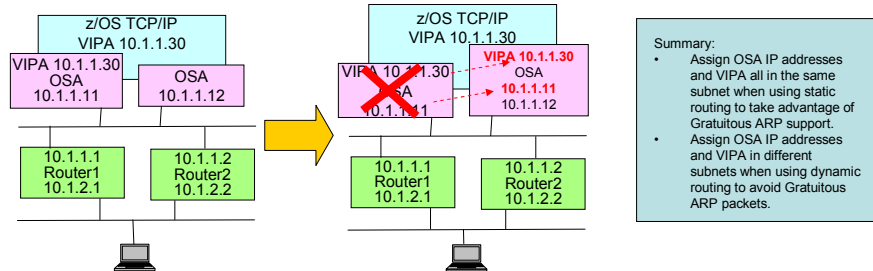 z/OS TCP/IP
VIPA 10.1.1.30
VIPA 10.1.1.30
OSA
10.1.1.11
OSA
10.1.1.12
10.1.1.1
Router1
10.1.2.1
10.1.1.2
Router2
10.1.2.2
z/OS TCP/IP
VIPA 10.1.1.30
VIPA 10.1.1.30
OSA
10.1.1.11
VIPA 10.1.1.30
OSA
10.1.1.11
10.1.1.12
10.1.1.1
Router1
10.1.2.1
10.1.1.2
Router2
10.1.2.2
Summary:
• Assign OSA IP addresses
and VIPA all in the same
subnet when using static
routing to take advantage of
Gratuitous ARP support.
• Assign OSA IP addresses
and VIPA in different
subnets when using dynamic
routing to avoid Gratuitous
ARP packets.